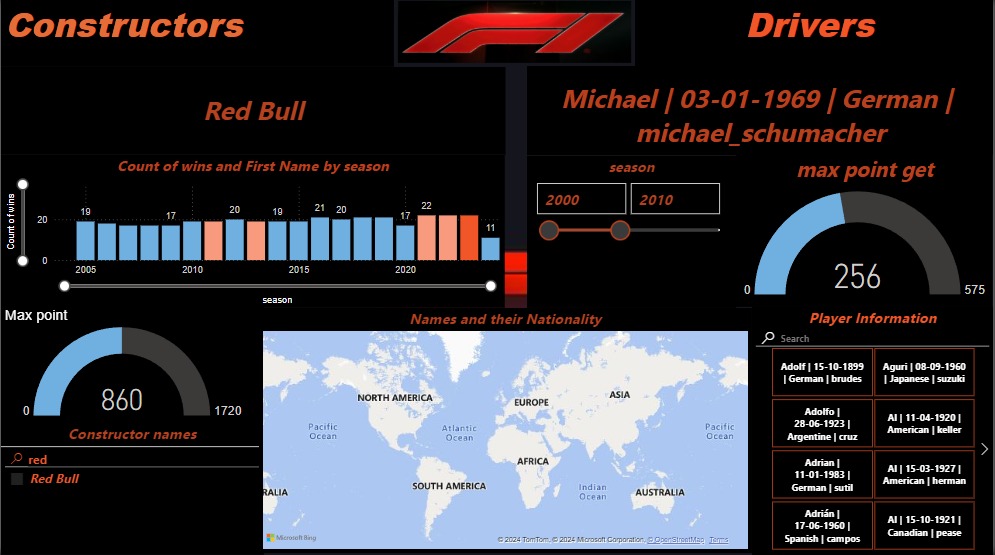 Constructors
Drivers
Red Bull
Michael | 03-01-1969 | German |
michael_schumacher
Count of wins and First Name by season
Count of wins
20
0
19
17
20
19
21
20
17
22
11
2005
2010
2015
2020
season
season
2000
2010
max point get
256
0
575
Max point
860
0
1720
Constructor names
red
Red Bull
Names and their Nationality
NORTH AMERICA
EUROPE
ASIA
Pacific
Ocean
Atlantic
Ocean
Pacific
Ocean
AFRICA
SOUTH AMERICA
Indian
Ocean
RALIA
AUSTRALIA
Microsoft Bing
© 2024 TomTom, © 2024 Microsoft Corporation, © OpenStreetMap Terms
Player Information
Search
Adolf | 15-10-1899
| German | brudes
Aguri | 08-09-1960
| Japanese | suzuki
Adolfo |
28-06-1923 |
Argentine | cruz
Al | 11-04-1920 |
American | keller
Adrian |
11-01-1983 |
German | sutil
Al | 15-03-1927 |
American | herman
Adrián |
17-06-1960 |
Spanish | campos
Al | 15-10-1921 |
Canadian | pease